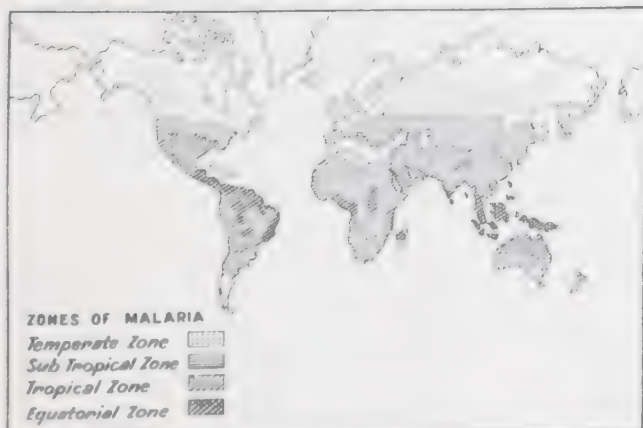 ZONES OF MALARIA
Temperate Zone
Sub Tropical Zone
Tropical Zone
Equatorial Zone